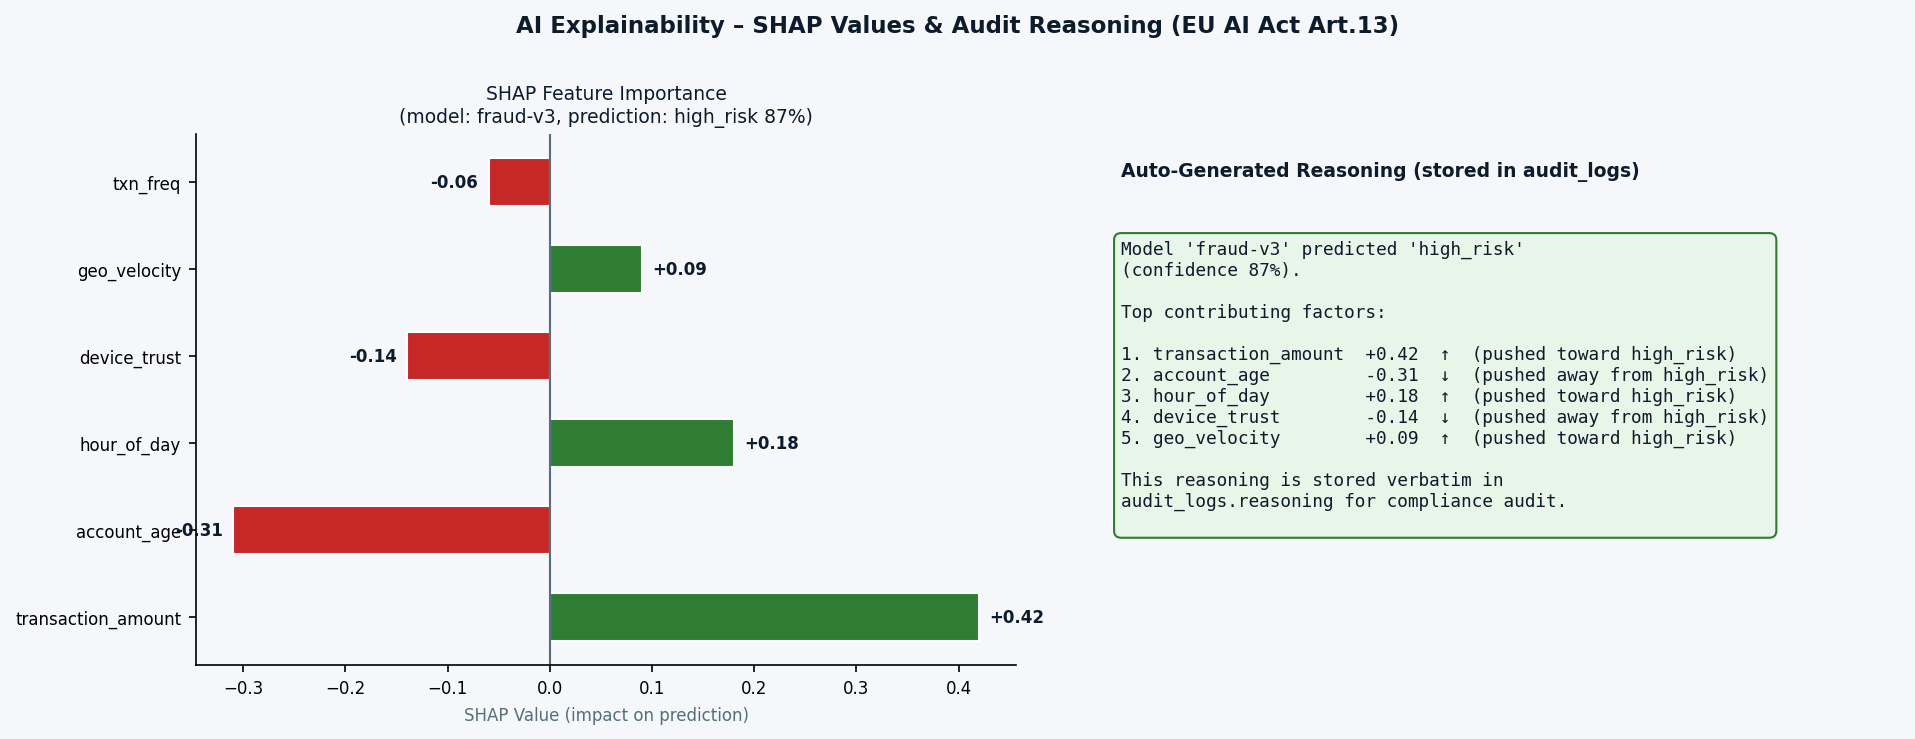 AI Explainability – SHAP Values & Audit Reasoning (EU AI Act Art.13)
SHAP Feature Importance
(model: fraud-v3, prediction: high_risk 87%)
txn_freq
-0.06
geo_velocity
+0.09
device_trust
-0.14
hour_of_day
+0.18
account_age
-0.31
transaction_amount
+0.42
−0.3 −0.2 −0.1 0.0 0.1 0.2 0.3 0.4
SHAP Value (impact on prediction)
Auto-Generated Reasoning (stored in audit_logs)
Model 'fraud-v3' predicted 'high_risk'
(confidence 87%).
Top contributing factors:
1. transaction_amount  +0.42  ↑  (pushed toward high_risk)
2. account_age         -0.31  ↓  (pushed away from high_risk)
3. hour_of_day         +0.18  ↑  (pushed toward high_risk)
4. device_trust        -0.14  ↓  (pushed away from high_risk)
5. geo_velocity        +0.09  ↑  (pushed toward high_risk)
This reasoning is stored verbatim in
audit_logs.reasoning for compliance audit.